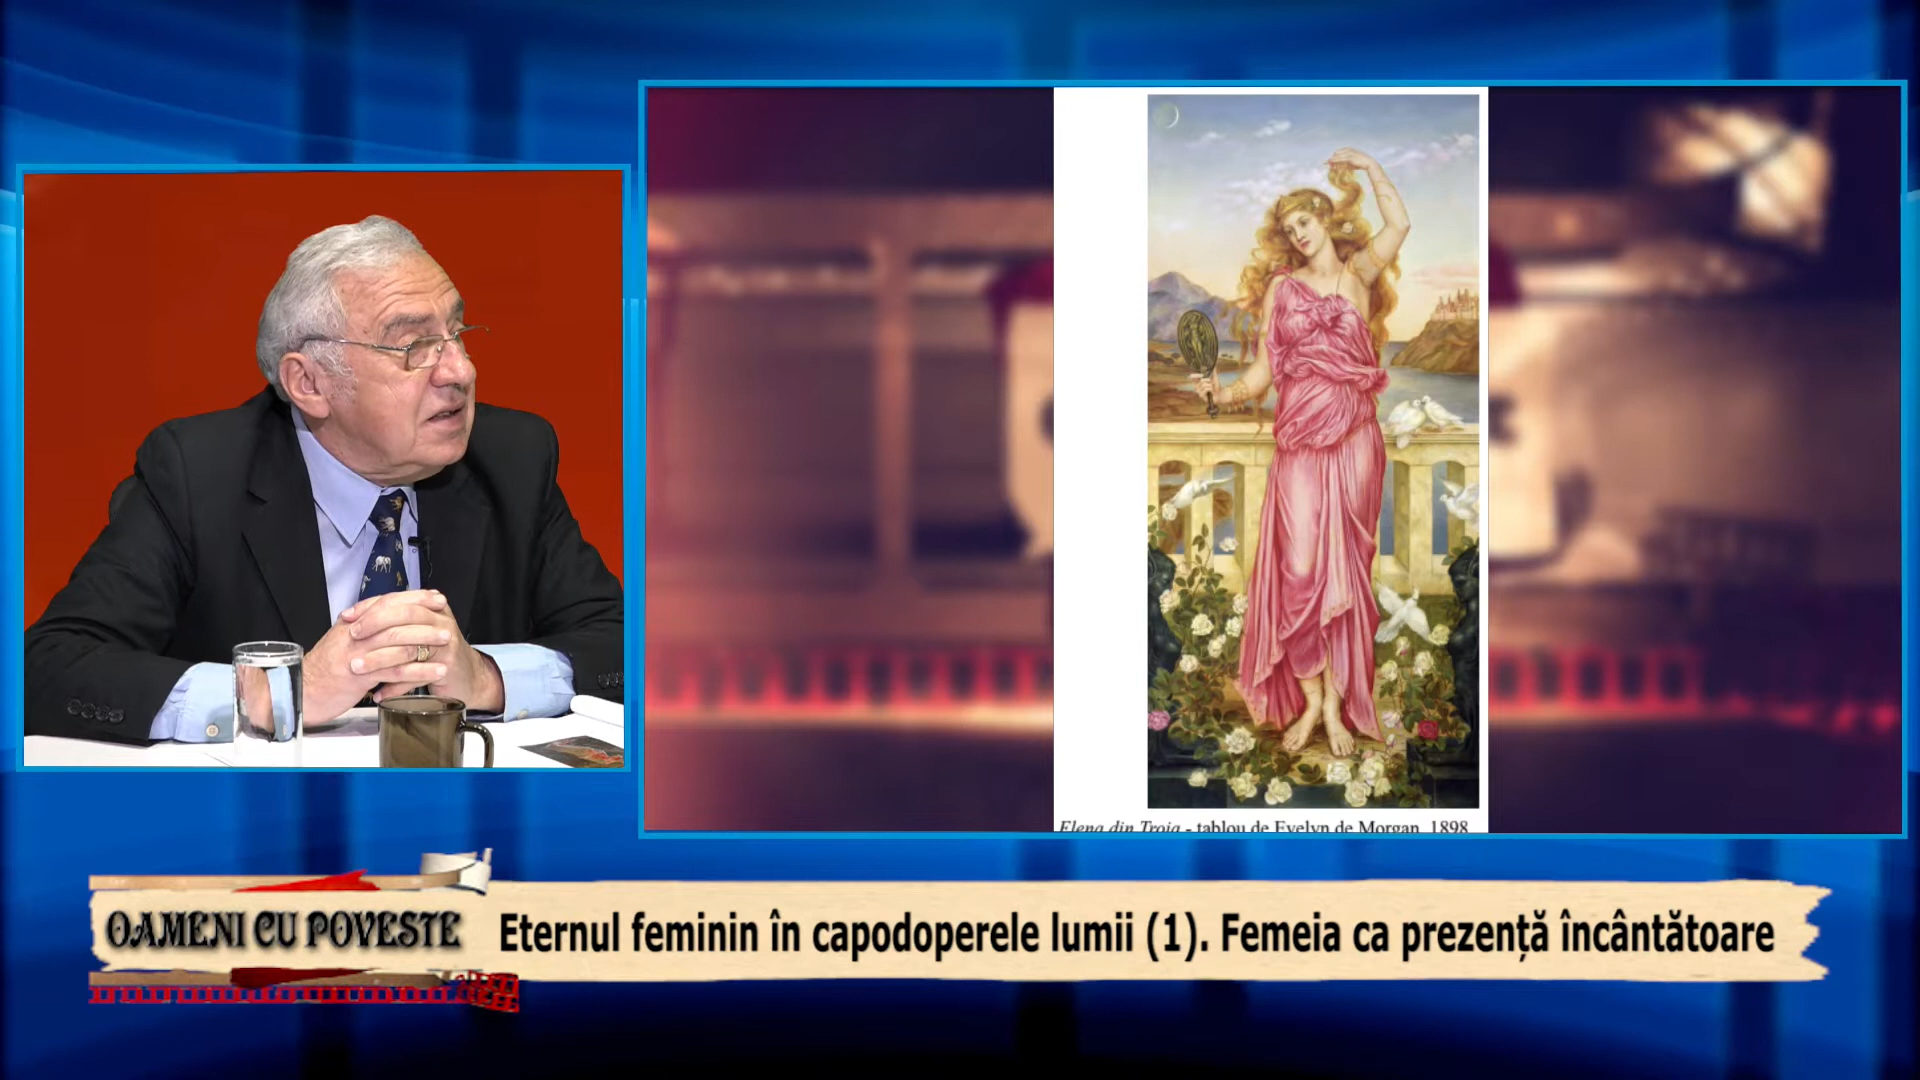 Elena din Troia - tablou de Evelyn de Morgan, 1898
OAMENI CU POVESTE
Eternul feminin în capodoperele lumii (1). Femeia ca prezență încântătoare